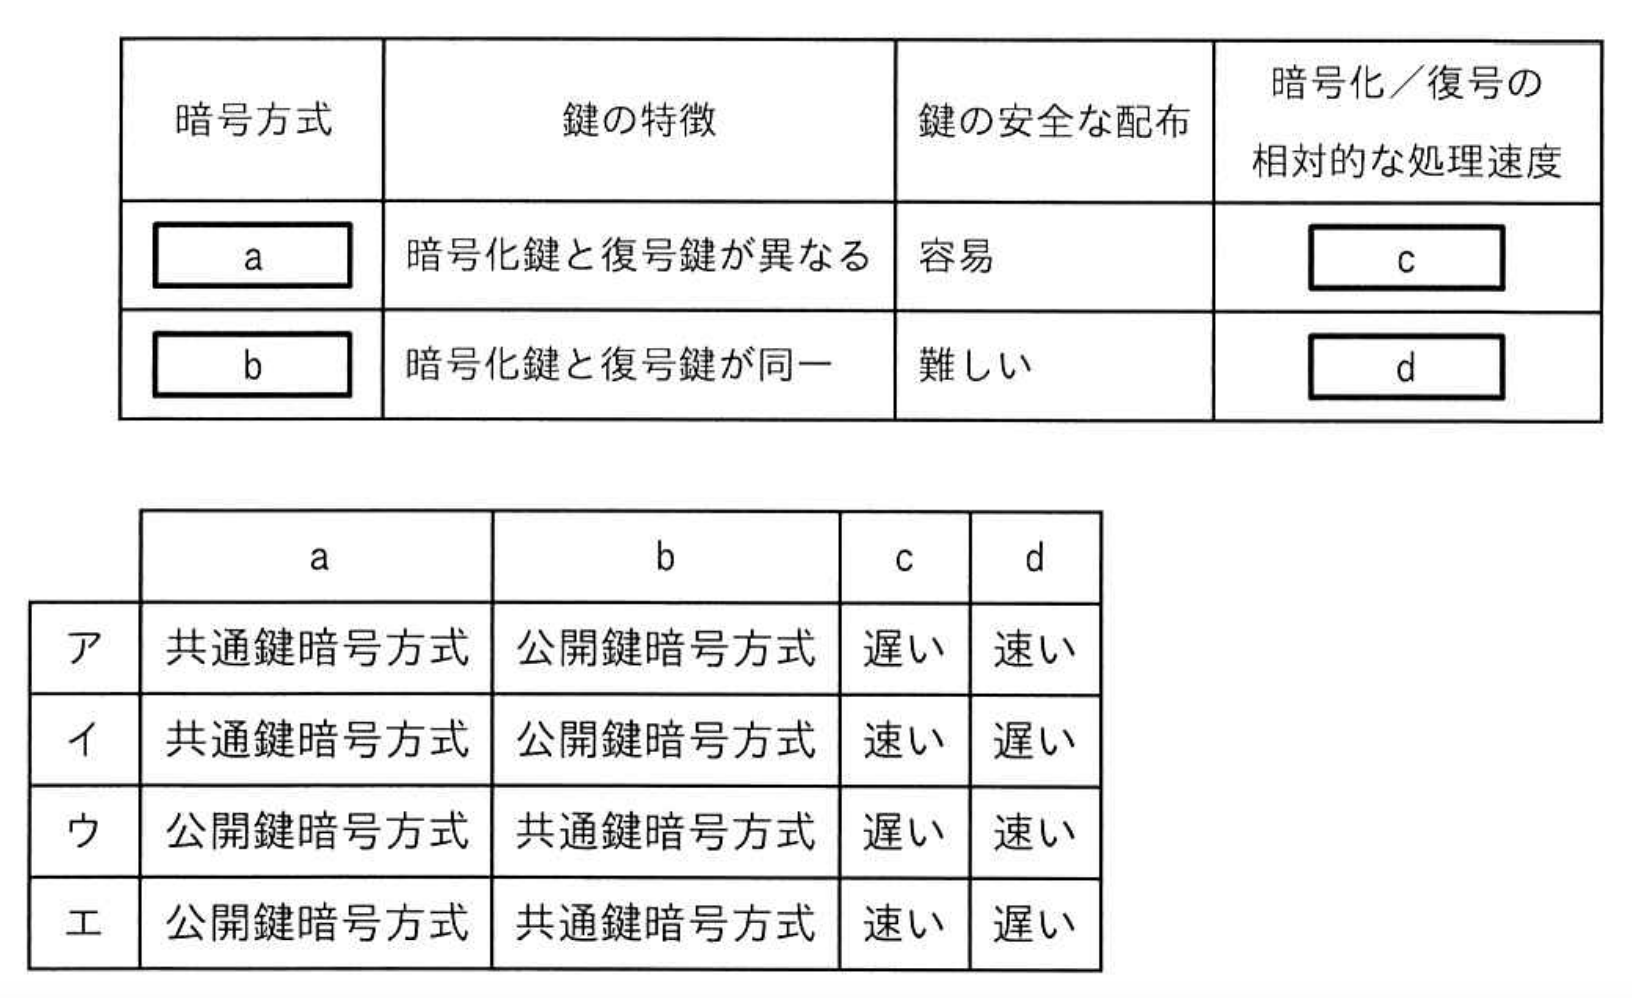 暗号方式 鍵の特徴 鍵の安全な配布 暗号化／復号の
相対的な処理速度
a 暗号化鍵と復号鍵が異なる 容易 c
b 暗号化鍵と復号鍵が同一 難しい d
a b c d
ア 共通鍵暗号方式 公開鍵暗号方式 遅い 速い
イ 共通鍵暗号方式 公開鍵暗号方式 速い 遅い
ウ 公開鍵暗号方式 共通鍵暗号方式 遅い 速い
エ 公開鍵暗号方式 共通鍵暗号方式 速い 遅い